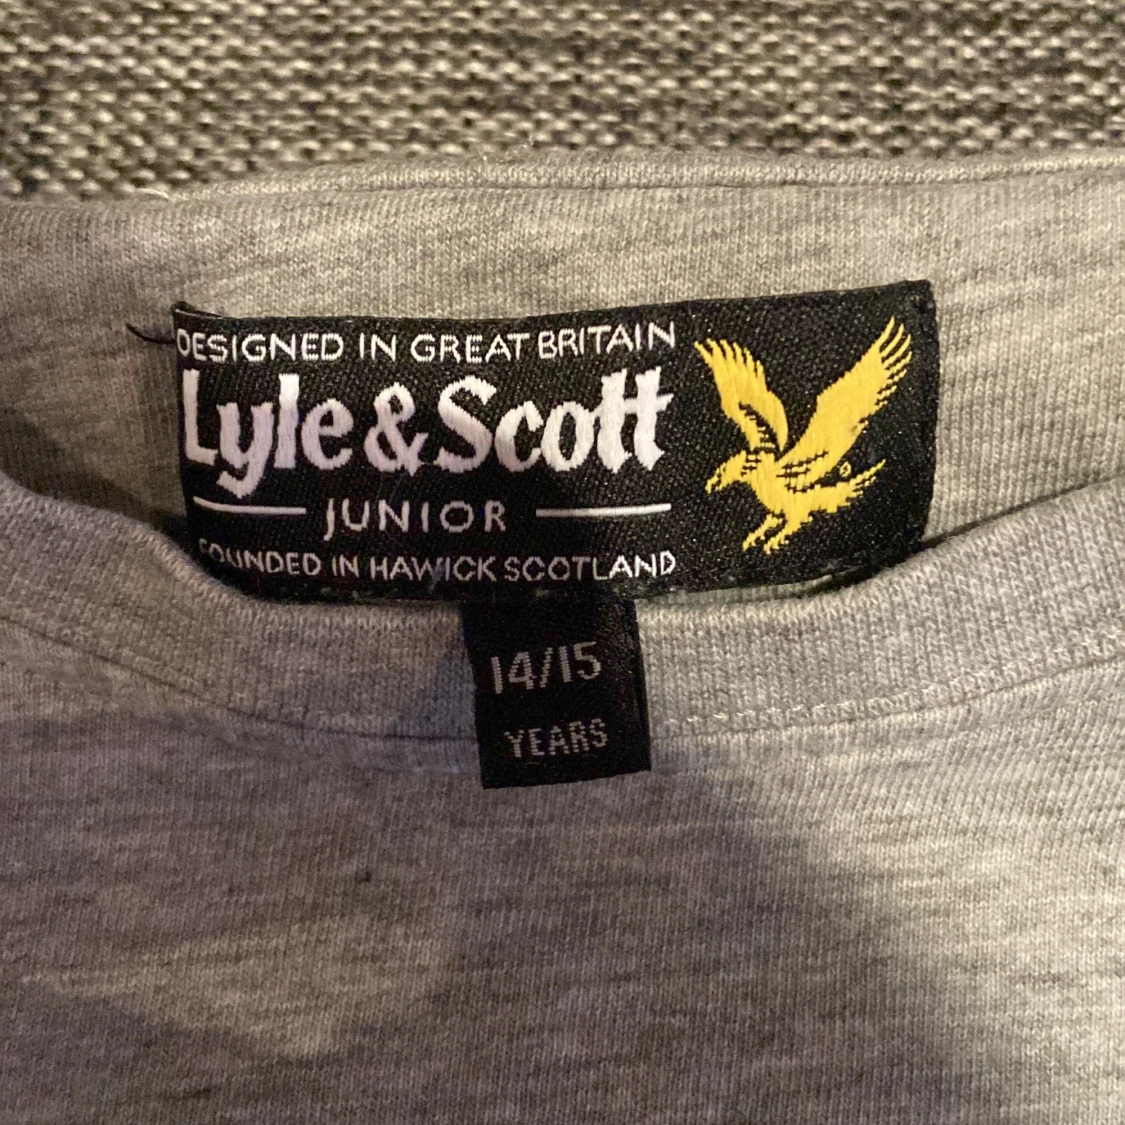 DESIGNED IN GREAT BRITAIN
Lyle & Scott
JUNIOR
FOUNDED IN HAWICK SCOTLAND
14/15
YEARS